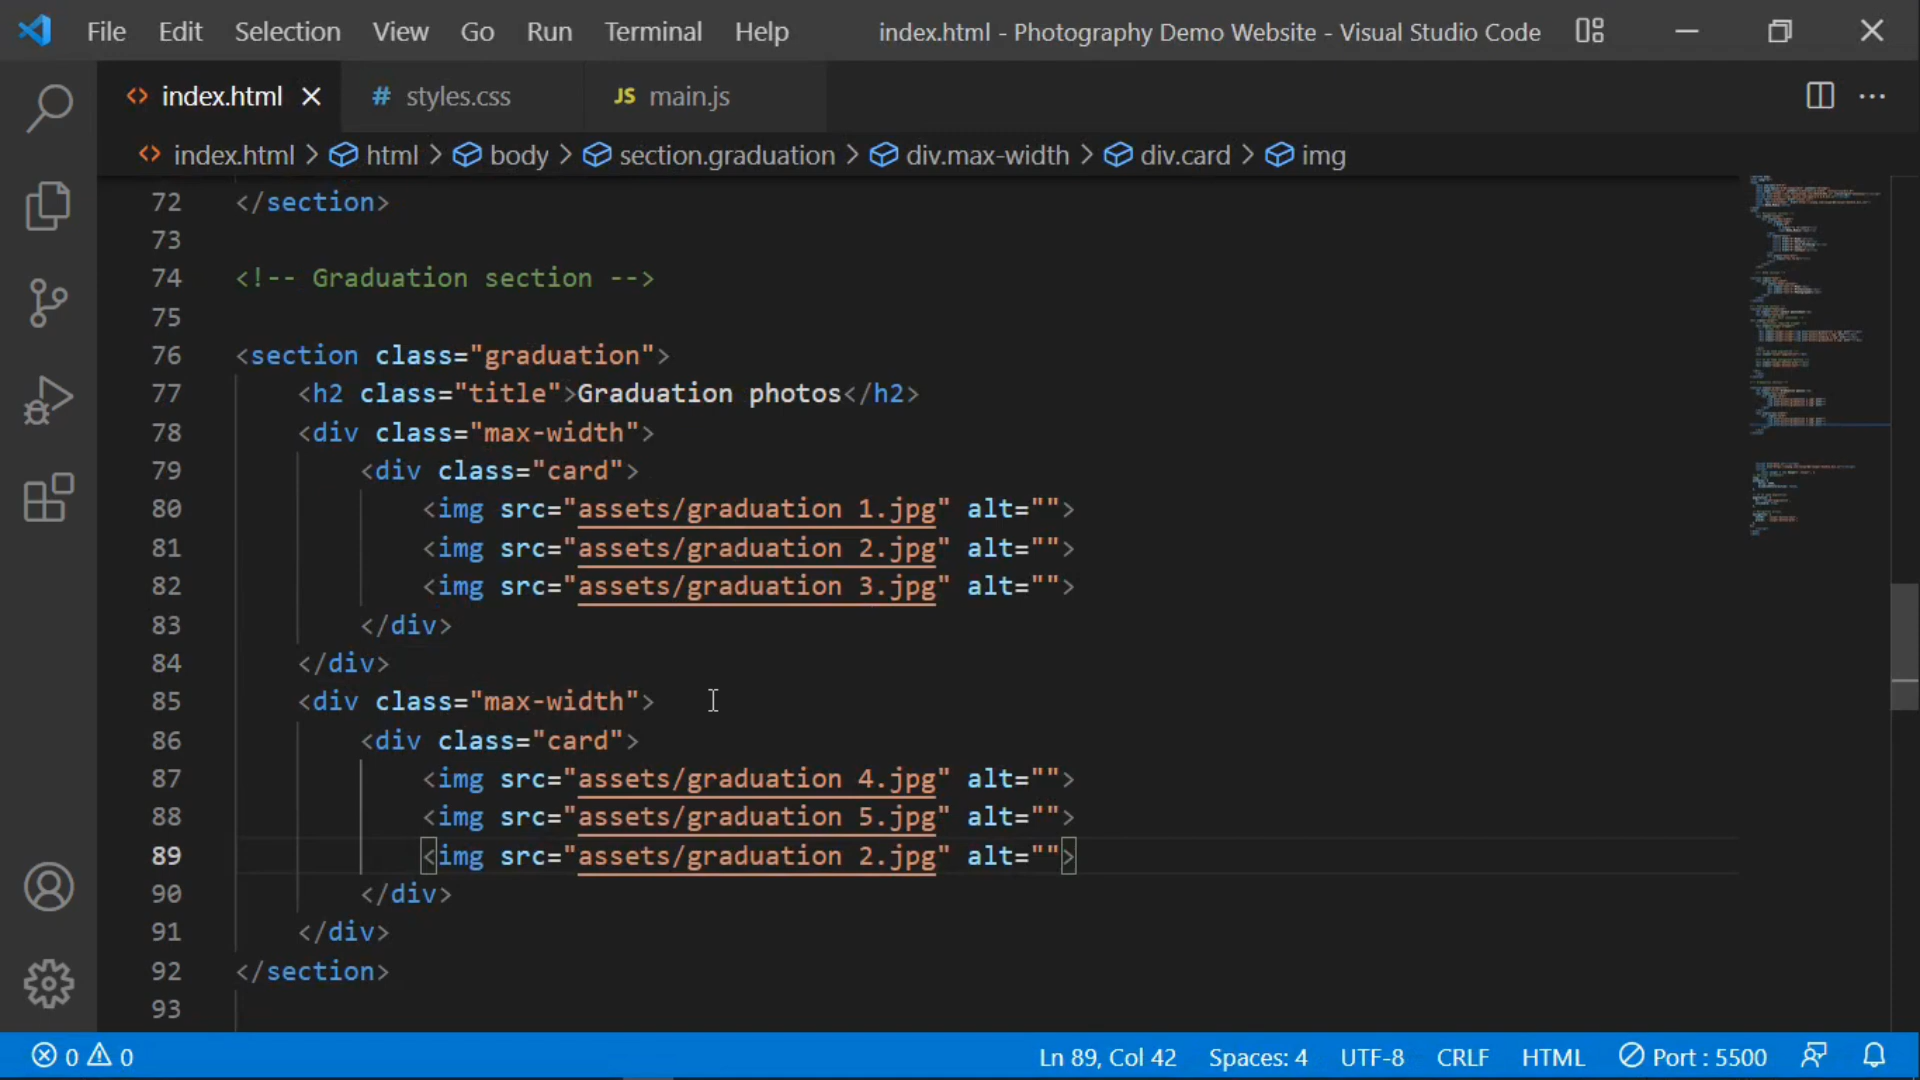 File Edit Selection View Go Run Terminal Help index.html - Photography Demo Website - Visual Studio Code
<> index.html # styles.css JS main.js ...
<> index.html > html > body > section.graduation > div.max-width > div.card > img
72 </section>
73
74 <!-- Graduation section -->
75
76 <section class="graduation">
77 <h2 class="title">Graduation photos</h2>
78 <div class="max-width">
79 <div class="card">
80 <img src="assets/graduation 1.jpg" alt="">
81 <img src="assets/graduation 2.jpg" alt="">
82 <img src="assets/graduation 3.jpg" alt="">
83 </div>
84 </div>
85 <div class="max-width">
86 <div class="card">
87 <img src="assets/graduation 4.jpg" alt="">
88 <img src="assets/graduation 5.jpg" alt="">
89 <img src="assets/graduation 2.jpg" alt="">
90 </div>
91 </div>
92 </section>
93
0 0 Ln 89, Col 42 Spaces: 4 UTF-8 CRLF HTML Port : 5500